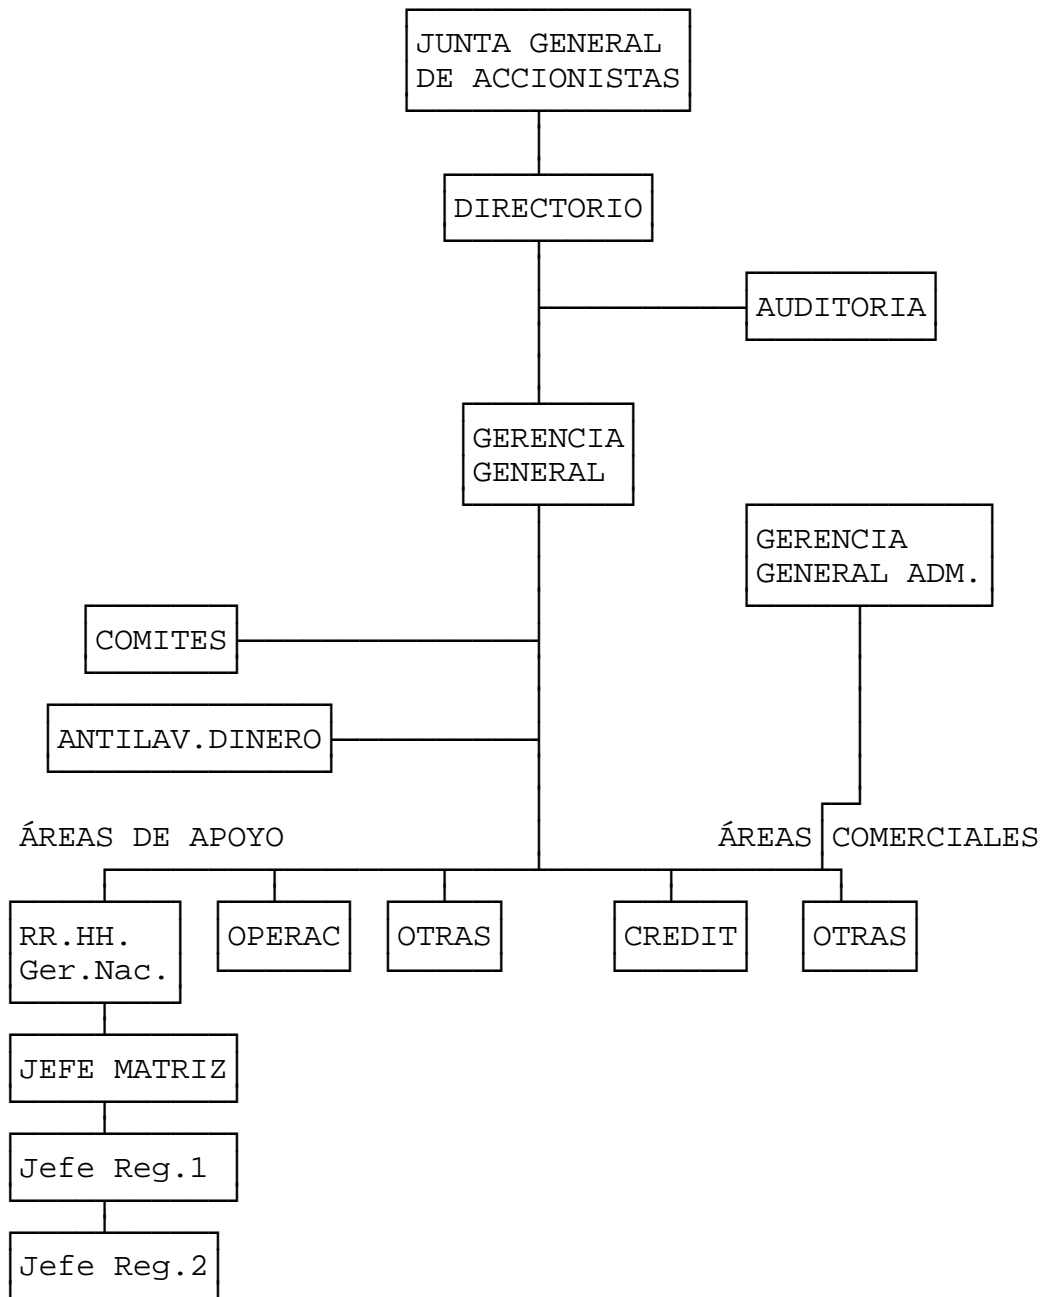 JUNTA GENERAL
DE ACCIONISTAS
DIRECTORIO
AUDITORIA
GERENCIA
GENERAL
GERENCIA
GENERAL ADM.
COMITES
ANTILAV.DINERO
ÁREAS DE APOYO
ÁREAS COMERCIALES
RR.HH.
Ger.Nac.
OPERAC
OTRAS
CREDIT
OTRAS
JEFE MATRIZ
Jefe Reg.1
Jefe Reg.2